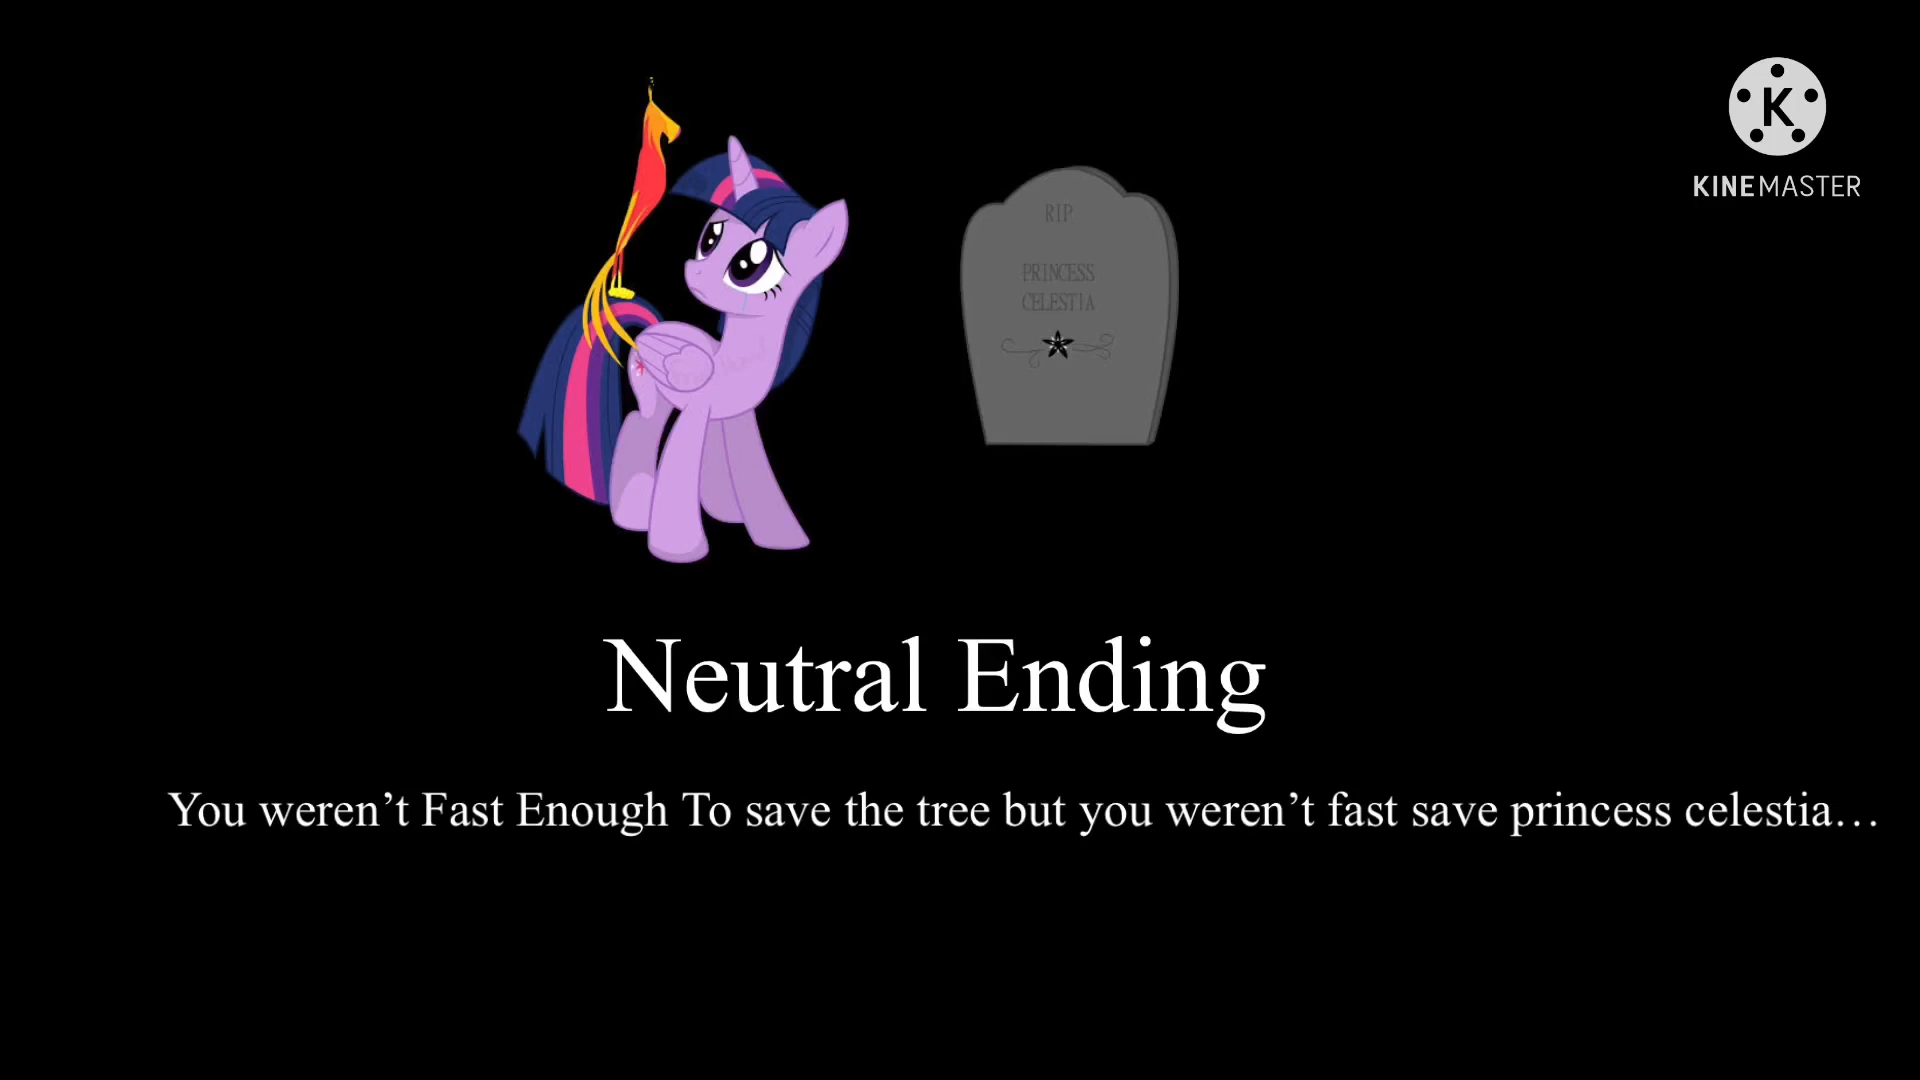 K
KINEMASTER
RIP
PRINCESS
CELESTIA
Neutral Ending
You weren’t Fast Enough To save the tree but you weren’t fast save princess celestia…